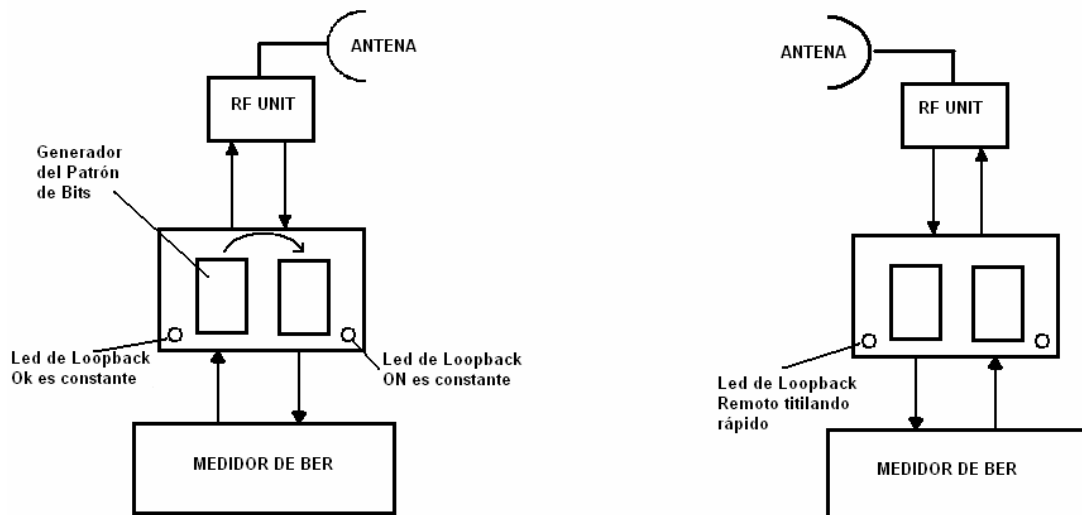 ANTENA
RF UNIT
Generador
del Patrón
de Bits
Led de Loopback
Ok es constante
Led de Loopback
ON es constante
MEDIDOR DE BER
ANTENA
RF UNIT
Led de Loopback
Remoto titilando
rápido
MEDIDOR DE BER